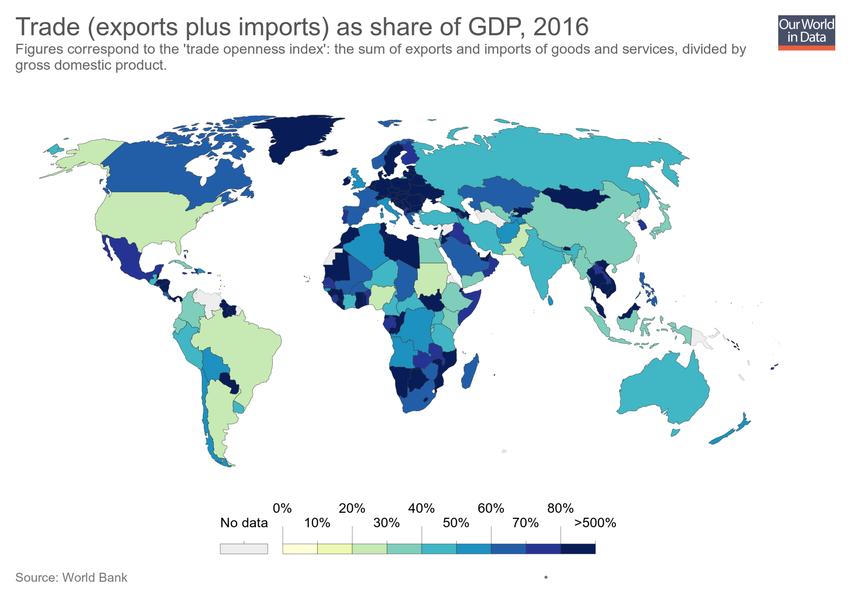 Trade (exports plus imports) as share of GDP, 2016
Figures correspond to the 'trade openness index': the sum of exports and imports of goods and services, divided by
gross domestic product.
Our World
in Data
0% 20% 40% 60% 80%
No data 10% 30% 50% 70% >500%
Source: World Bank